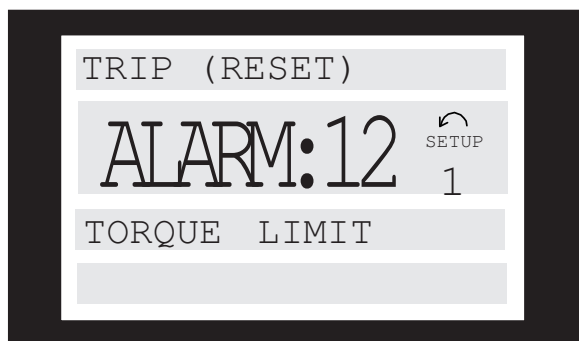 TRIP (RESET)
ALARM:12
SETUP
1
TORQUE LIMIT